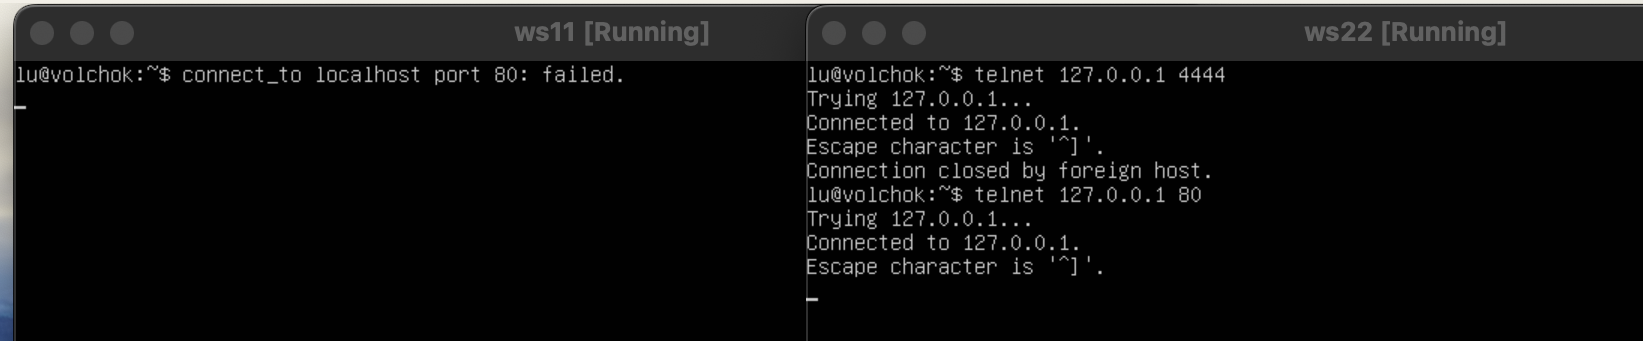 ws11 [Running]
lu@volchok:~$ connect_to localhost port 80: failed.
ws22 [Running]
lu@volchok:~$ telnet 127.0.0.1 4444
Trying 127.0.0.1...
Connected to 127.0.0.1.
Escape character is '^]'.
Connection closed by foreign host.
lu@volchok:~$ telnet 127.0.0.1 80
Trying 127.0.0.1...
Connected to 127.0.0.1.
Escape character is '^]'.